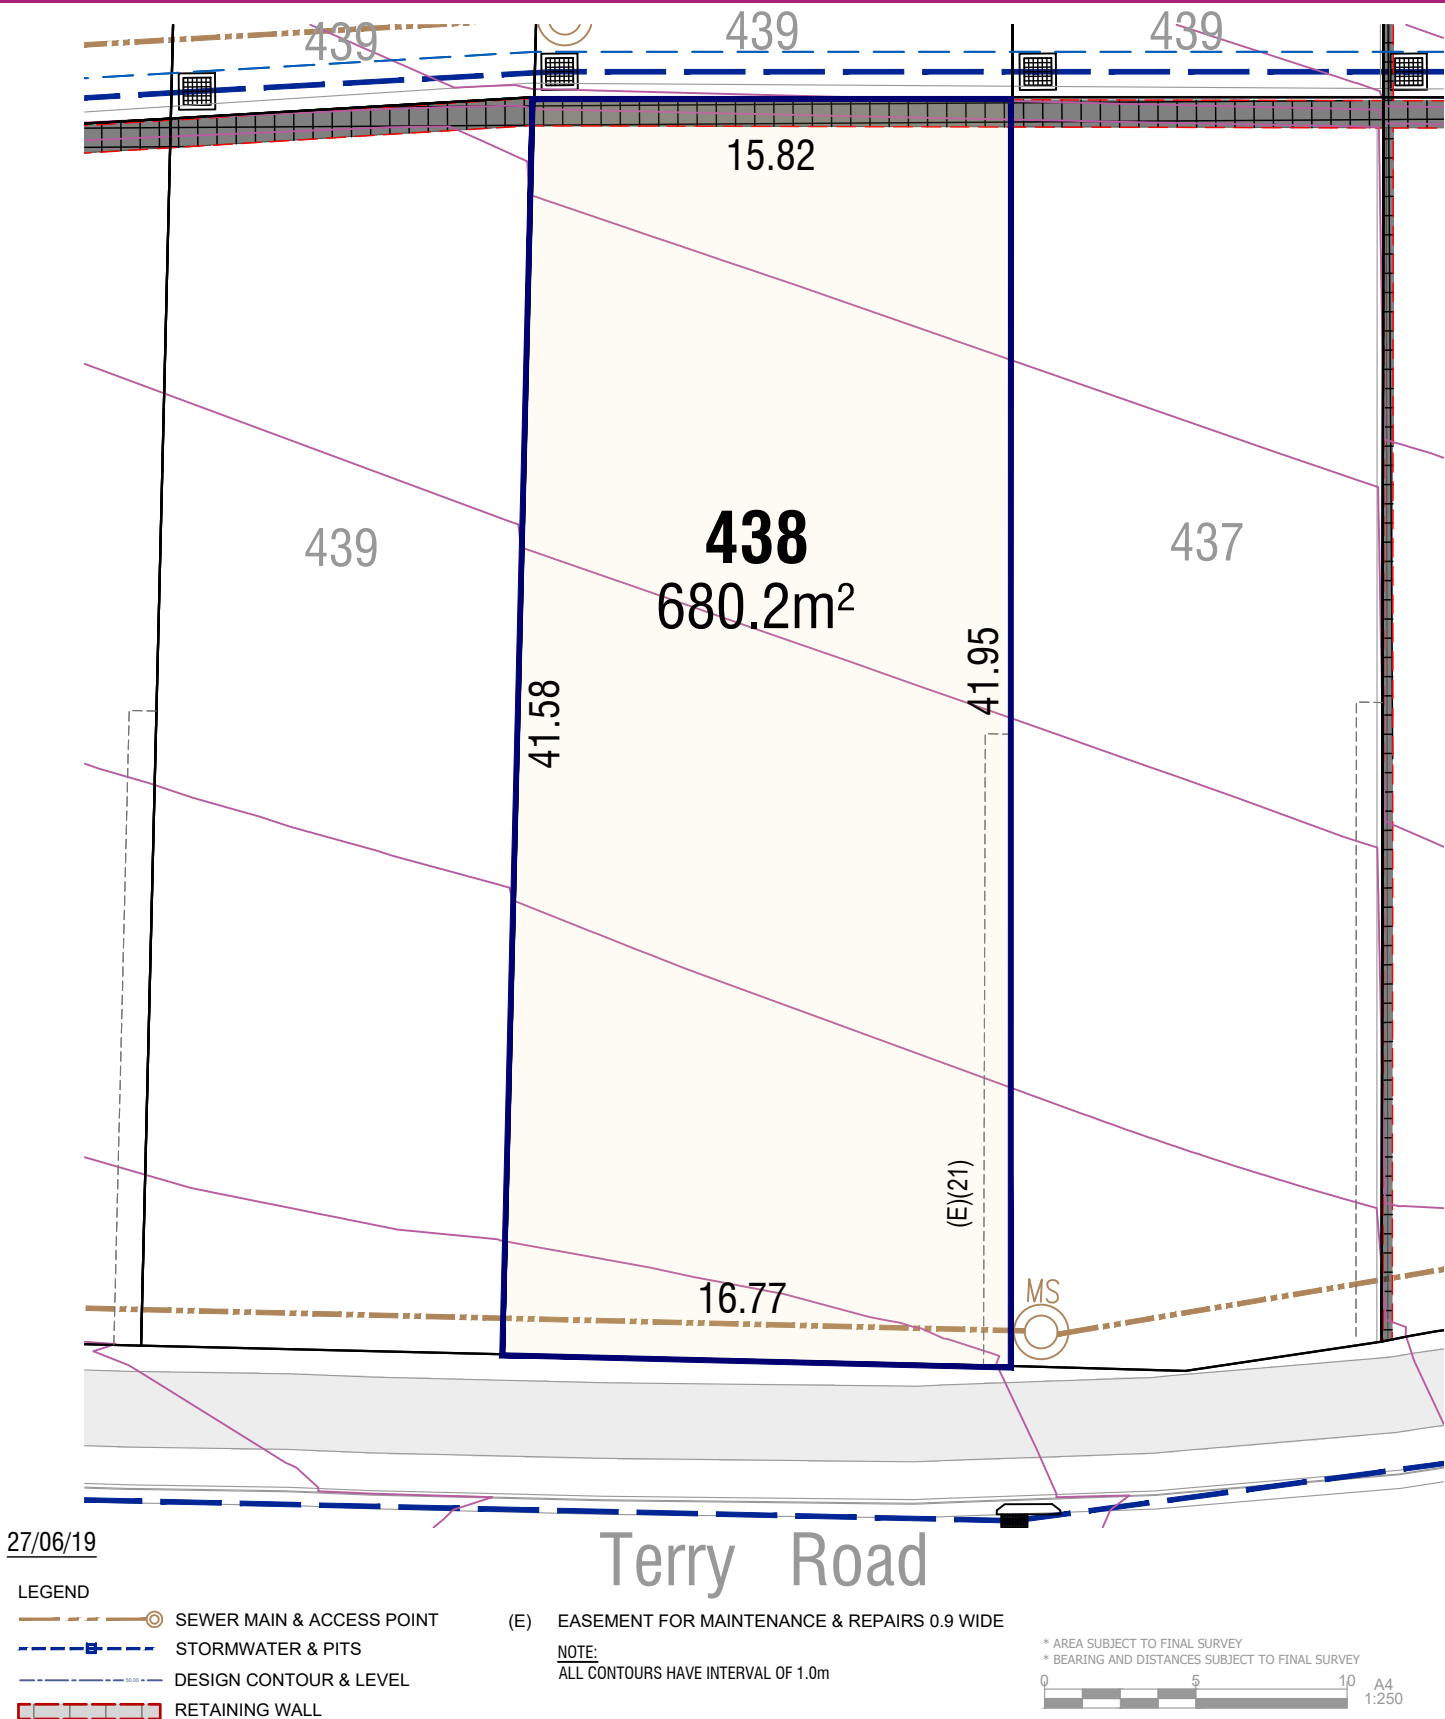 439
439
439
15.82
438
680.2m²
439
437
41.58
41.95
(E)(21)
16.77
MS
Terry Road
27/06/19
LEGEND
SEWER MAIN & ACCESS POINT
STORMWATER & PITS
50.00
DESIGN CONTOUR & LEVEL
RETAINING WALL
(E) EASEMENT FOR MAINTENANCE & REPAIRS 0.9 WIDE
NOTE:
ALL CONTOURS HAVE INTERVAL OF 1.0m
* AREA SUBJECT TO FINAL SURVEY
* BEARING AND DISTANCES SUBJECT TO FINAL SURVEY
0 5 10
A4
1:250